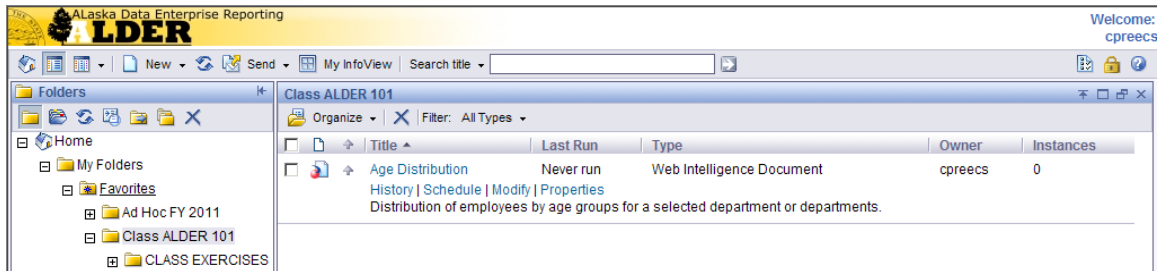 ALaska Data Enterprise Reporting
ALDER
Welcome:
cpreecs
New Send My InfoView Search title
Folders
Class ALDER 101
Organize Filter: All Types
Home
Title Last Run Type Owner Instances
My Folders
Age Distribution Never run Web Intelligence Document cpreecs 0
Favorites
History | Schedule | Modify | Properties
Ad Hoc FY 2011
Distribution of employees by age groups for a selected department or departments.
Class ALDER 101
CLASS EXERCISES